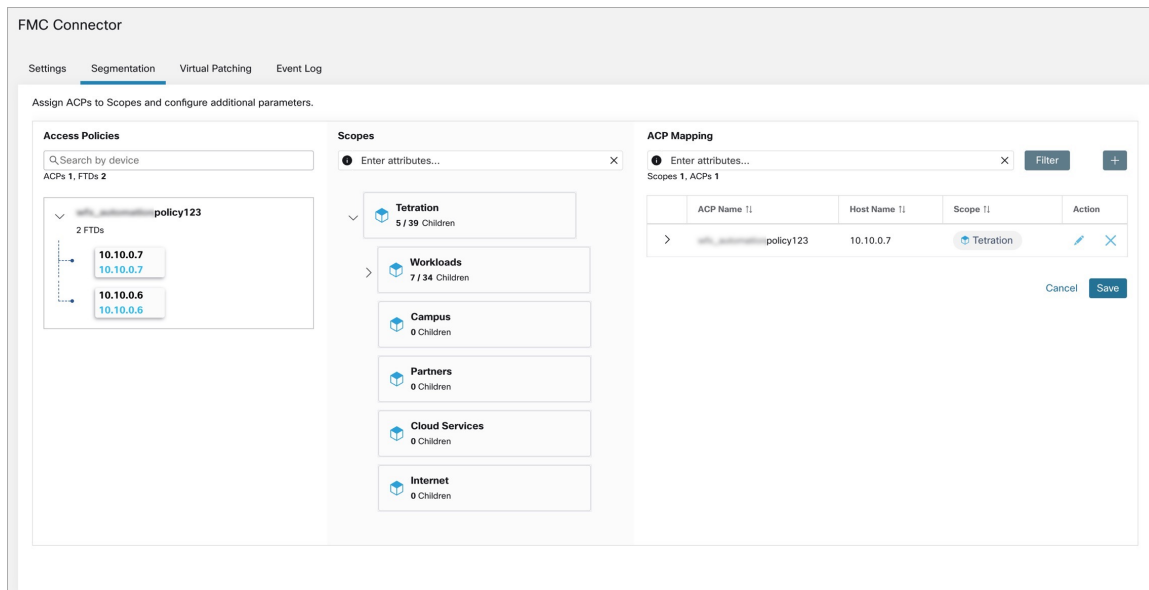 FMC Connector
Settings Segmentation Virtual Patching Event Log
Assign ACPs to Scopes and configure additional parameters.
Access Policies
Search by device
ACPs 1, FTDs 2
policy123
2 FTDs
10.10.0.7
10.10.0.7
10.10.0.6
10.10.0.6
Scopes
Enter attributes...
Tetration
5 / 39 Children
Workloads
7 / 34 Children
Campus
0 Children
Partners
0 Children
Cloud Services
0 Children
Internet
0 Children
ACP Mapping
Enter attributes...
Filter
Scopes 1, ACPs 1
ACP Name Host Name Scope Action
policy123 10.10.0.7 Tetration
Cancel Save